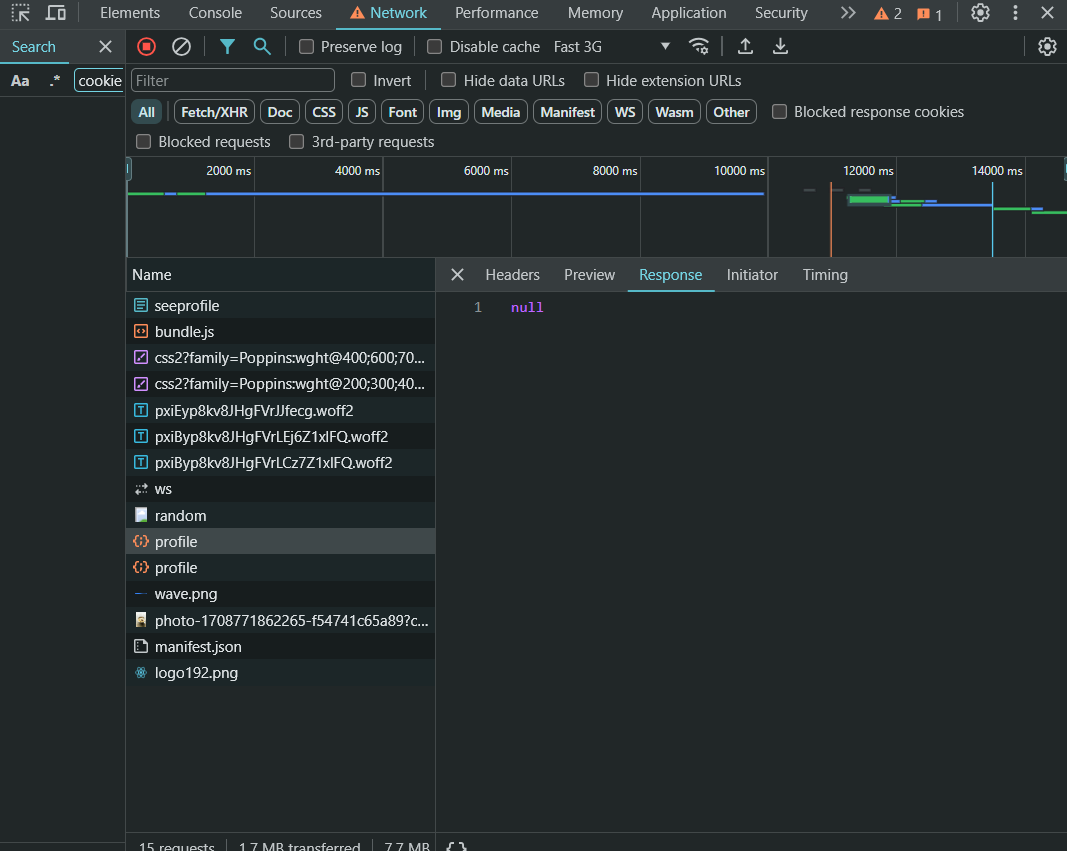 Elements Console Sources Network Performance Memory Application Security 2 1
Search Preserve log Disable cache Fast 3G
Aa .* cookie Filter Invert Hide data URLs Hide extension URLs
All Fetch/XHR Doc CSS JS Font Img Media Manifest WS Wasm Other Blocked response cookies
Blocked requests 3rd-party requests
2000 ms 4000 ms 6000 ms 8000 ms 10000 ms 12000 ms 14000 ms
Name Headers Preview Response Initiator Timing
seeprofile 1 null
bundle.js
css2?family=Poppins:wght@400;600;70...
css2?family=Poppins:wght@200;300;40...
pxiEyp8kv8JHgFVrJJfecg.woff2
pxiByp8kv8JHgFVrLEj6Z1xlFQ.woff2
pxiByp8kv8JHgFVrLCz7Z1xlFQ.woff2
ws
random
profile
profile
wave.png
photo-1708771862265-f54741c65a89?c...
manifest.json
logo192.png
15 requests 1.7 MB transferred 7.7 MB { }